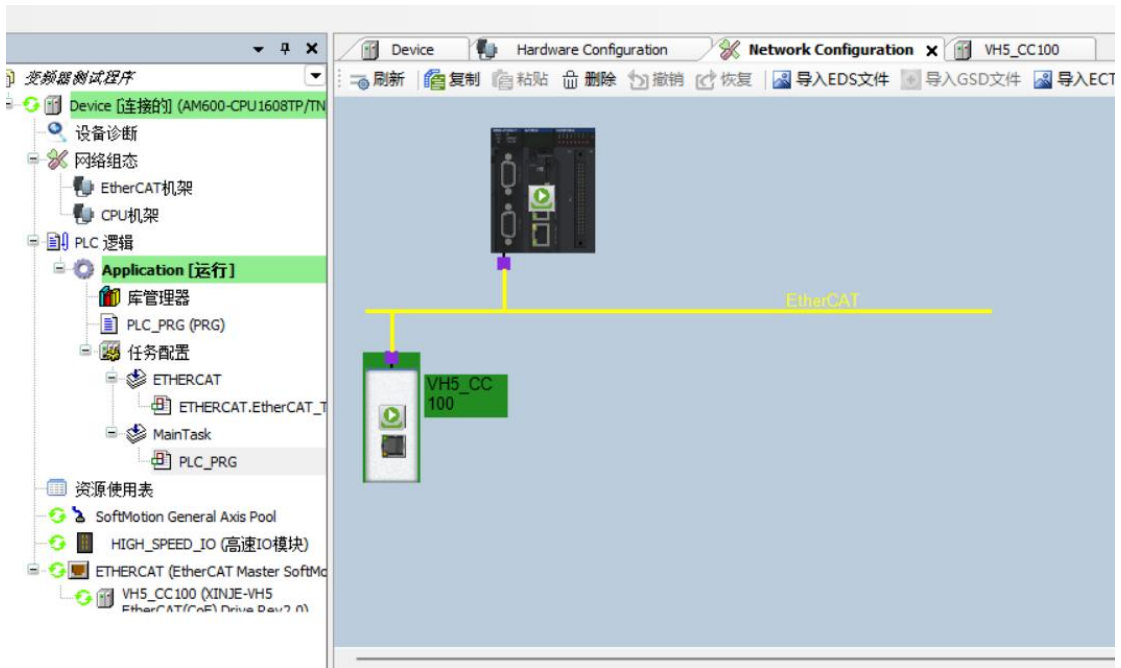 Device
Hardware Configuration
Network Configuration
VH5_CC100
变频器测试程序
刷新
复制
粘贴
删除
撤销
恢复
导入EDS文件
导入GSD文件
导入ECT
Device [连接的] (AM600-CPU1608TP/TN
设备诊断
网络组态
EtherCAT机架
CPU机架
PLC 逻辑
Application [运行]
库管理器
PLC_PRG (PRG)
任务配置
ETHERCAT
ETHERCAT.EtherCAT_T
MainTask
PLC_PRG
资源使用表
SoftMotion General Axis Pool
HIGH_SPEED_IO (高速IO模块)
ETHERCAT (EtherCAT Master SoftMo
VH5_CC100 (XINJE-VH5
EtherCAT(CoE) Drive Rev2.0)
EtherCAT
VH5_CC
100